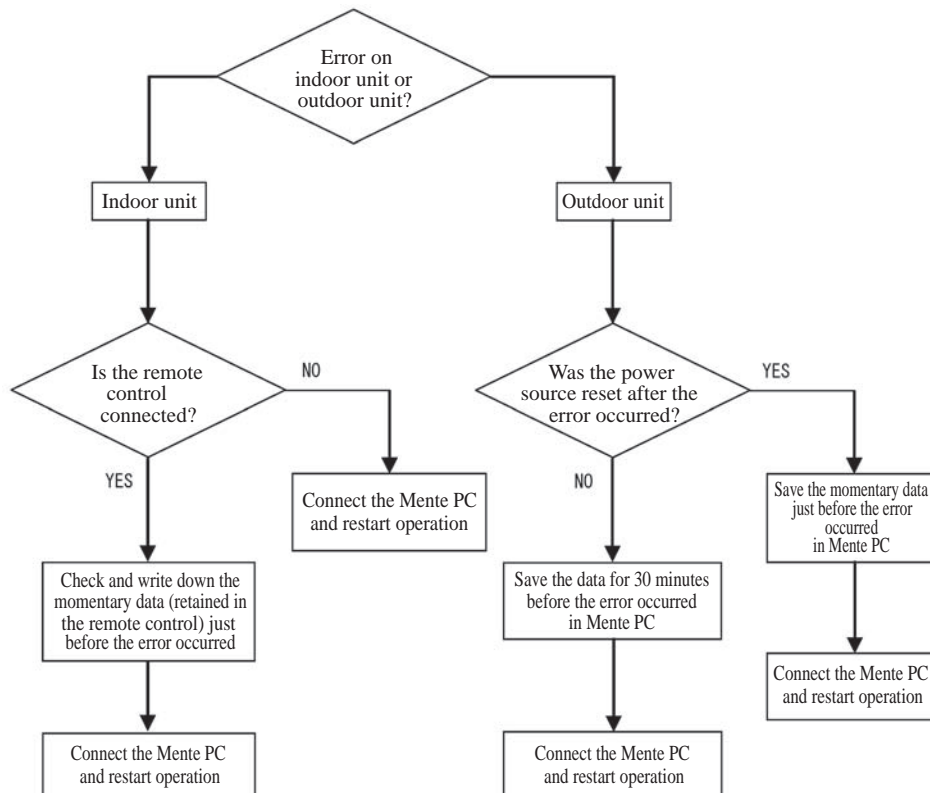 Error on
indoor unit or
outdoor unit?
Indoor unit
Outdoor unit
Is the remote
control
connected?
NO
YES
Was the power
source reset after the
error occurred?
YES
NO
Connect the Mente PC
and restart operation
Save the momentary data
just before the error
occurred
in Mente PC
Check and write down the
momentary data (retained in
the remote control) just
before the error occurred
Save the data for 30 minutes
before the error occurred
in Mente PC
Connect the Mente PC
and restart operation
Connect the Mente PC
and restart operation
Connect the Mente PC
and restart operation